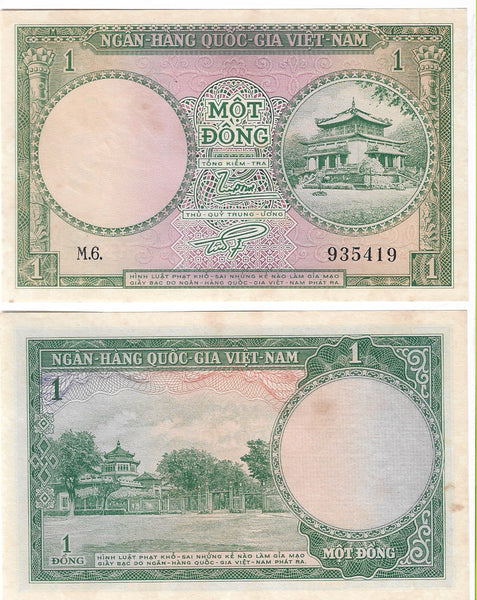 NGÂN-HÀNG QUỐC-GIA VIỆT-NAM
1 1
MỘT
ĐỒNG
TỔNG KIỂM-TRA
THỦ-QUỸ TRUNG-ƯƠNG
M.6. 935419
1 1
HÌNH LUẬT PHẠT KHỔ-SAI NHỮNG KẺ NÀO LÀM GIẢ MẠO
GIẤY BẠC DO NGÂN-HÀNG QUỐC-GIA VIỆT-NAM PHÁT RA.
NGÂN-HÀNG QUỐC-GIA VIỆT-NAM
1
1
1
ĐỒNG
HÌNH LUẬT PHẠT KHỔ-SAI NHỮNG KẺ NÀO LÀM GIẢ MẠO
GIẤY BẠC DO NGÂN-HÀNG QUỐC-GIA VIỆT-NAM PHÁT RA.
MỘT ĐỒNG